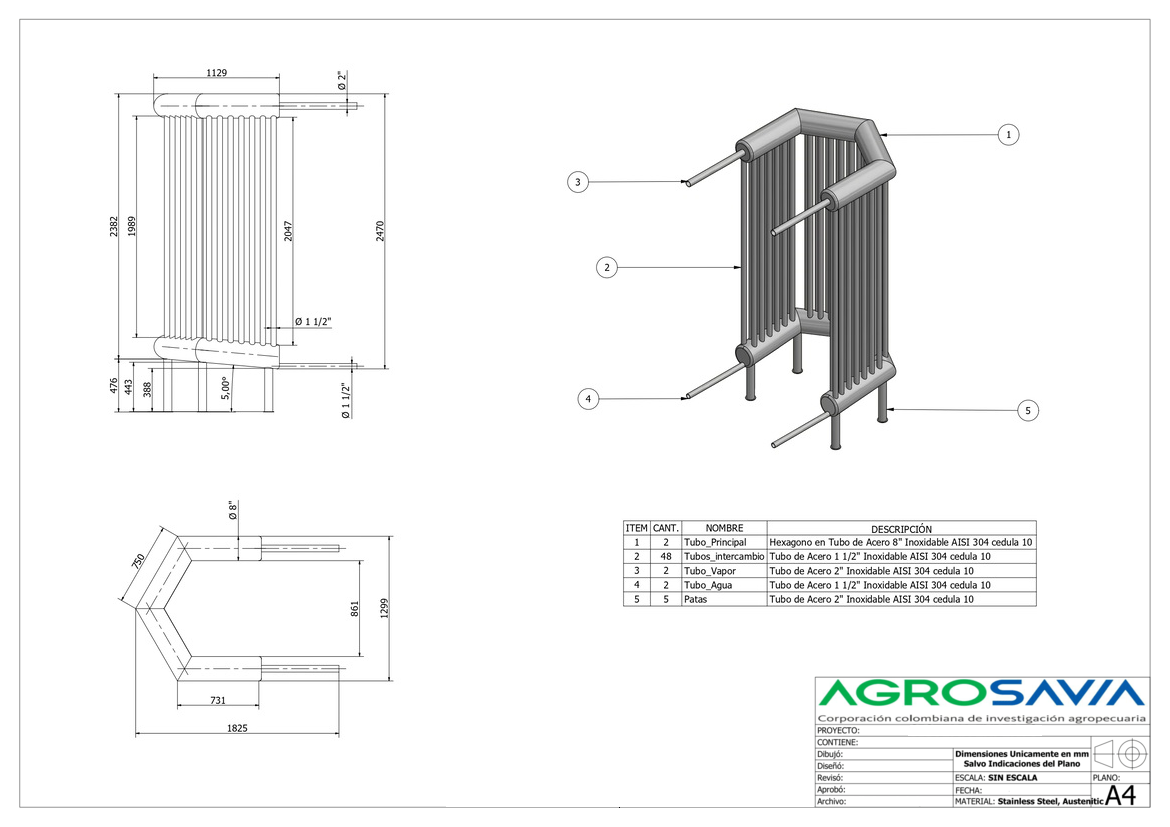 1129
Ø 2"
2382
1989
2047
2470
Ø 1 1/2"
476
443
388
5,00°
Ø 1 1/2"
1
3
2
4
5
Ø 8"
750
861
1299
731
1825
ITEM CANT. NOMBRE DESCRIPCIÓN
1 2 Tubo_Principal Hexagono en Tubo de Acero 8" Inoxidable AISI 304 cedula 10
2 48 Tubos_intercambio Tubo de Acero 1 1/2" Inoxidable AISI 304 cedula 10
3 2 Tubo_Vapor Tubo de Acero 2" Inoxidable AISI 304 cedula 10
4 2 Tubo_Agua Tubo de Acero 1 1/2" Inoxidable AISI 304 cedula 10
5 5 Patas Tubo de Acero 2" Inoxidable AISI 304 cedula 10
AGROSAVIA
Corporación colombiana de investigación agropecuaria
PROYECTO:
CONTIENE:
Dibujó:
Diseñó:
Revisó:
Aprobó:
Archivo:
Dimensiones Unicamente en mm
Salvo Indicaciones del Plano
ESCALA: SIN ESCALA
PLANO:
FECHA:
MATERIAL: Stainless Steel, Austenitic
A4